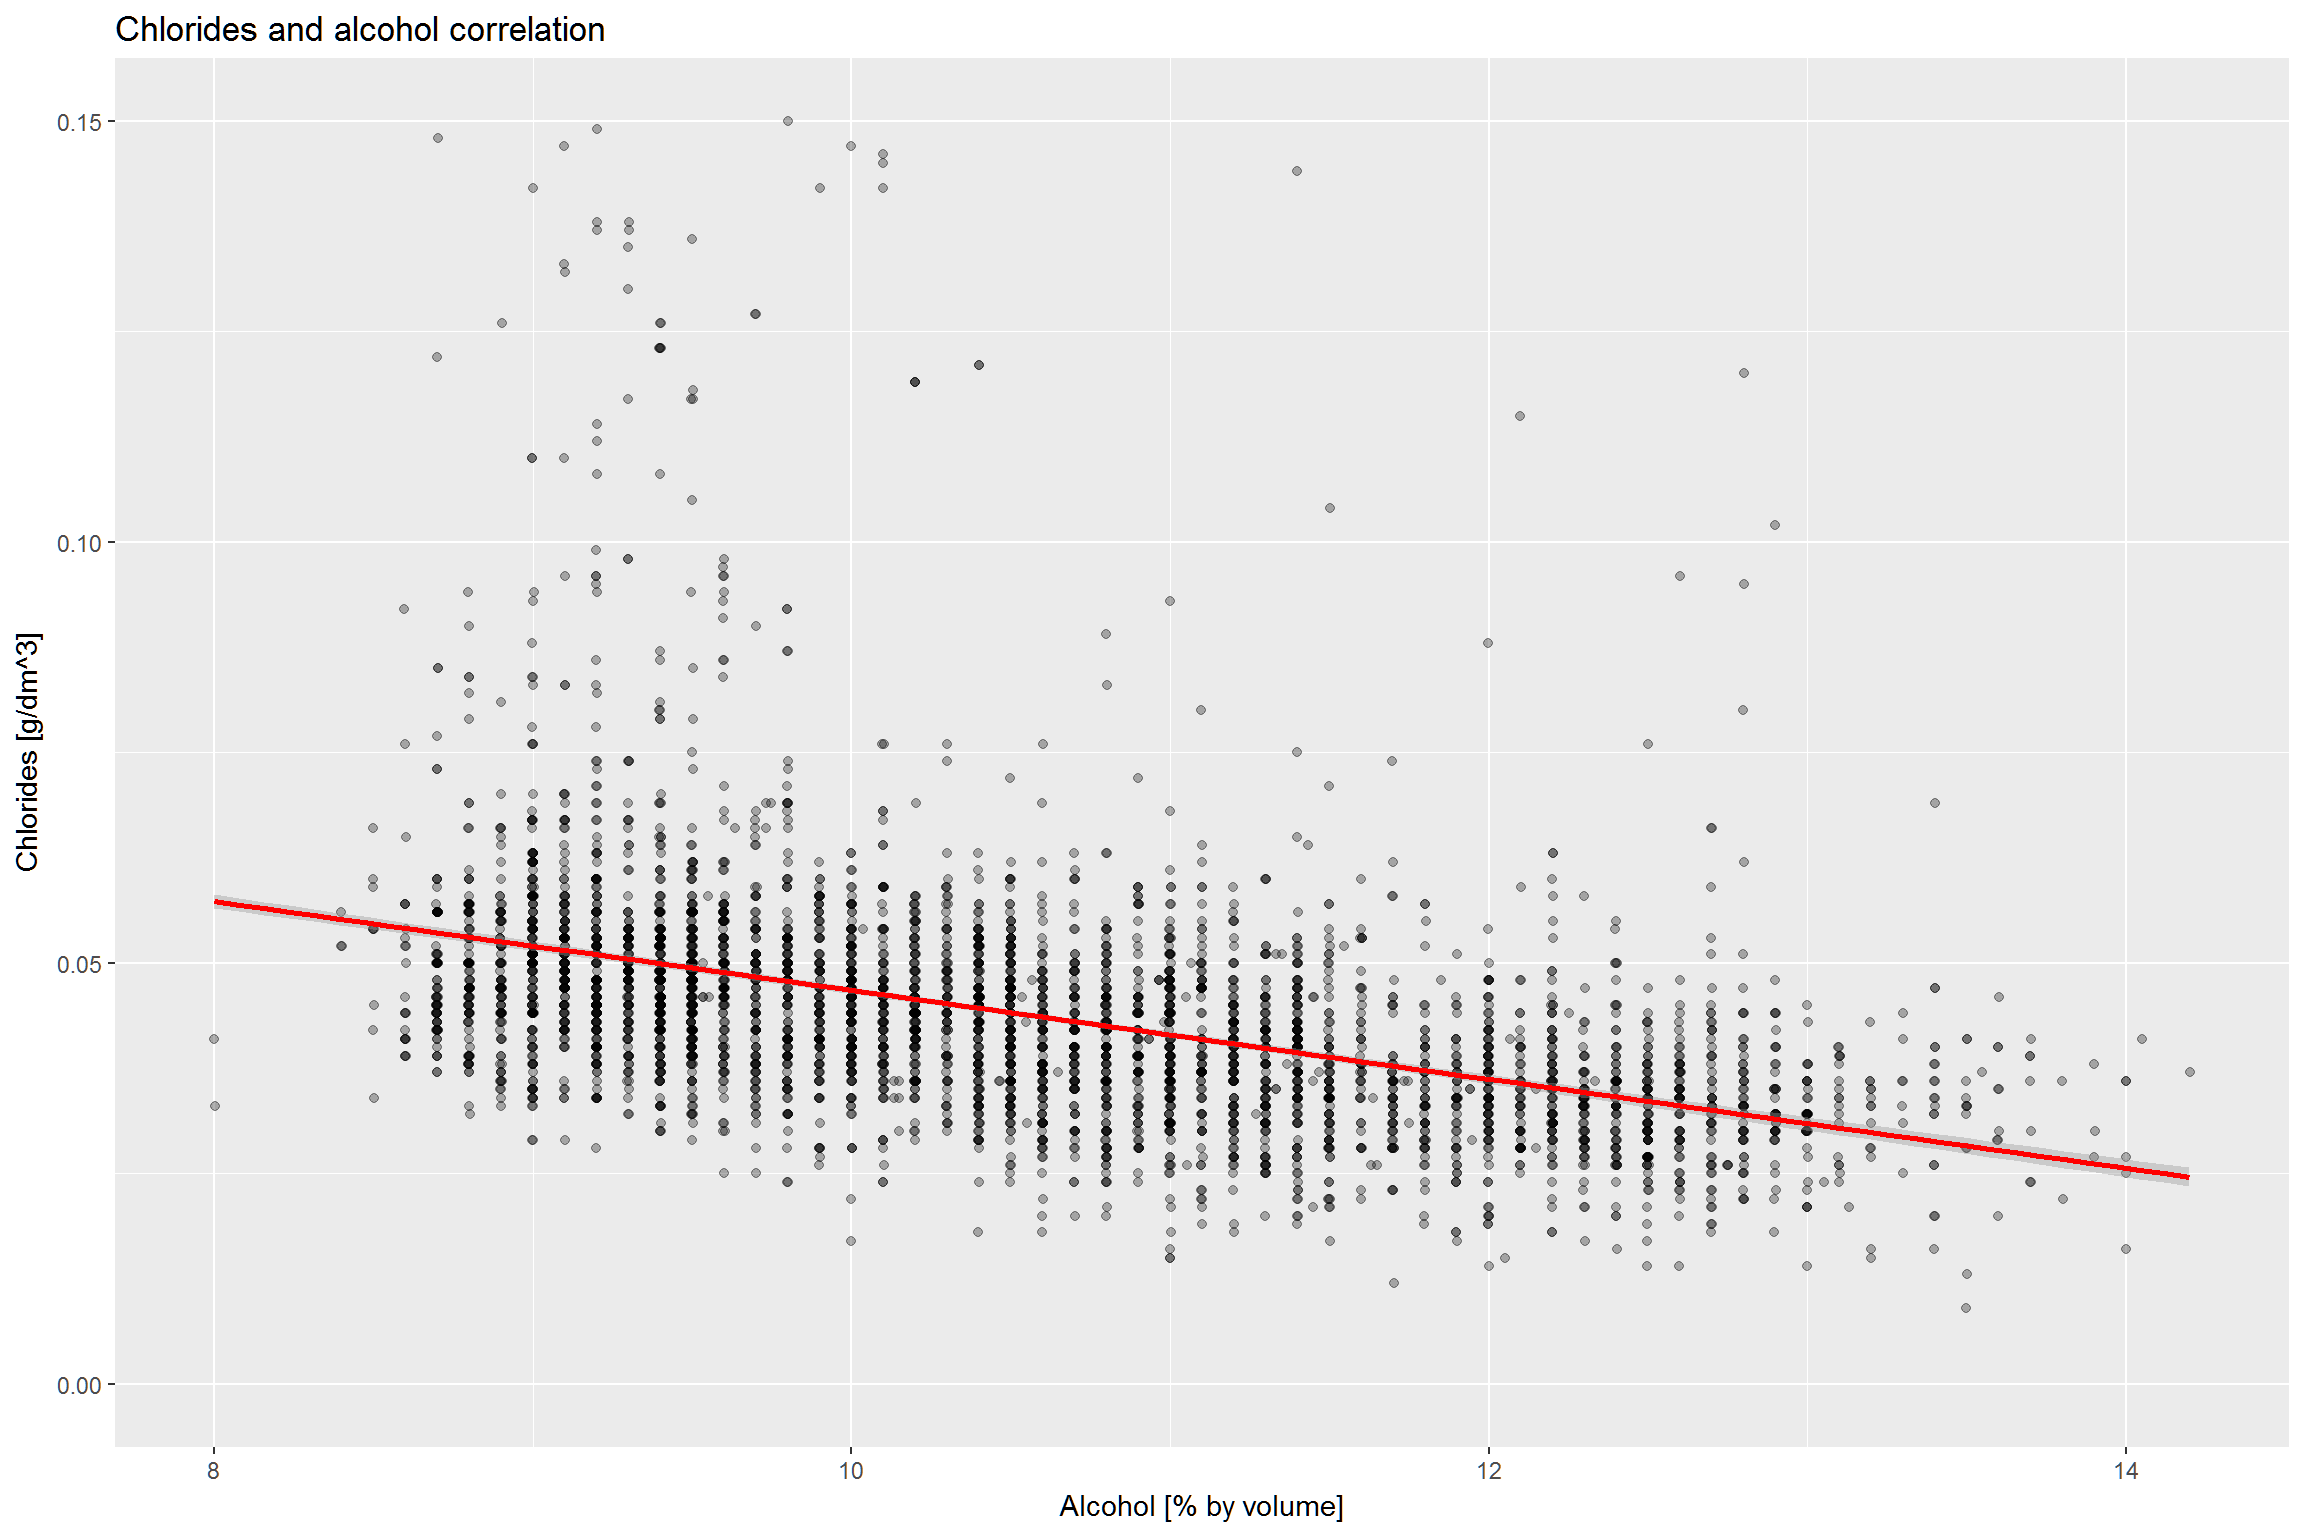 Chlorides and alcohol correlation
0.15
0.10
0.05
0.00
Chlorides [g/dm^3]
8 10 12 14
Alcohol [% by volume]